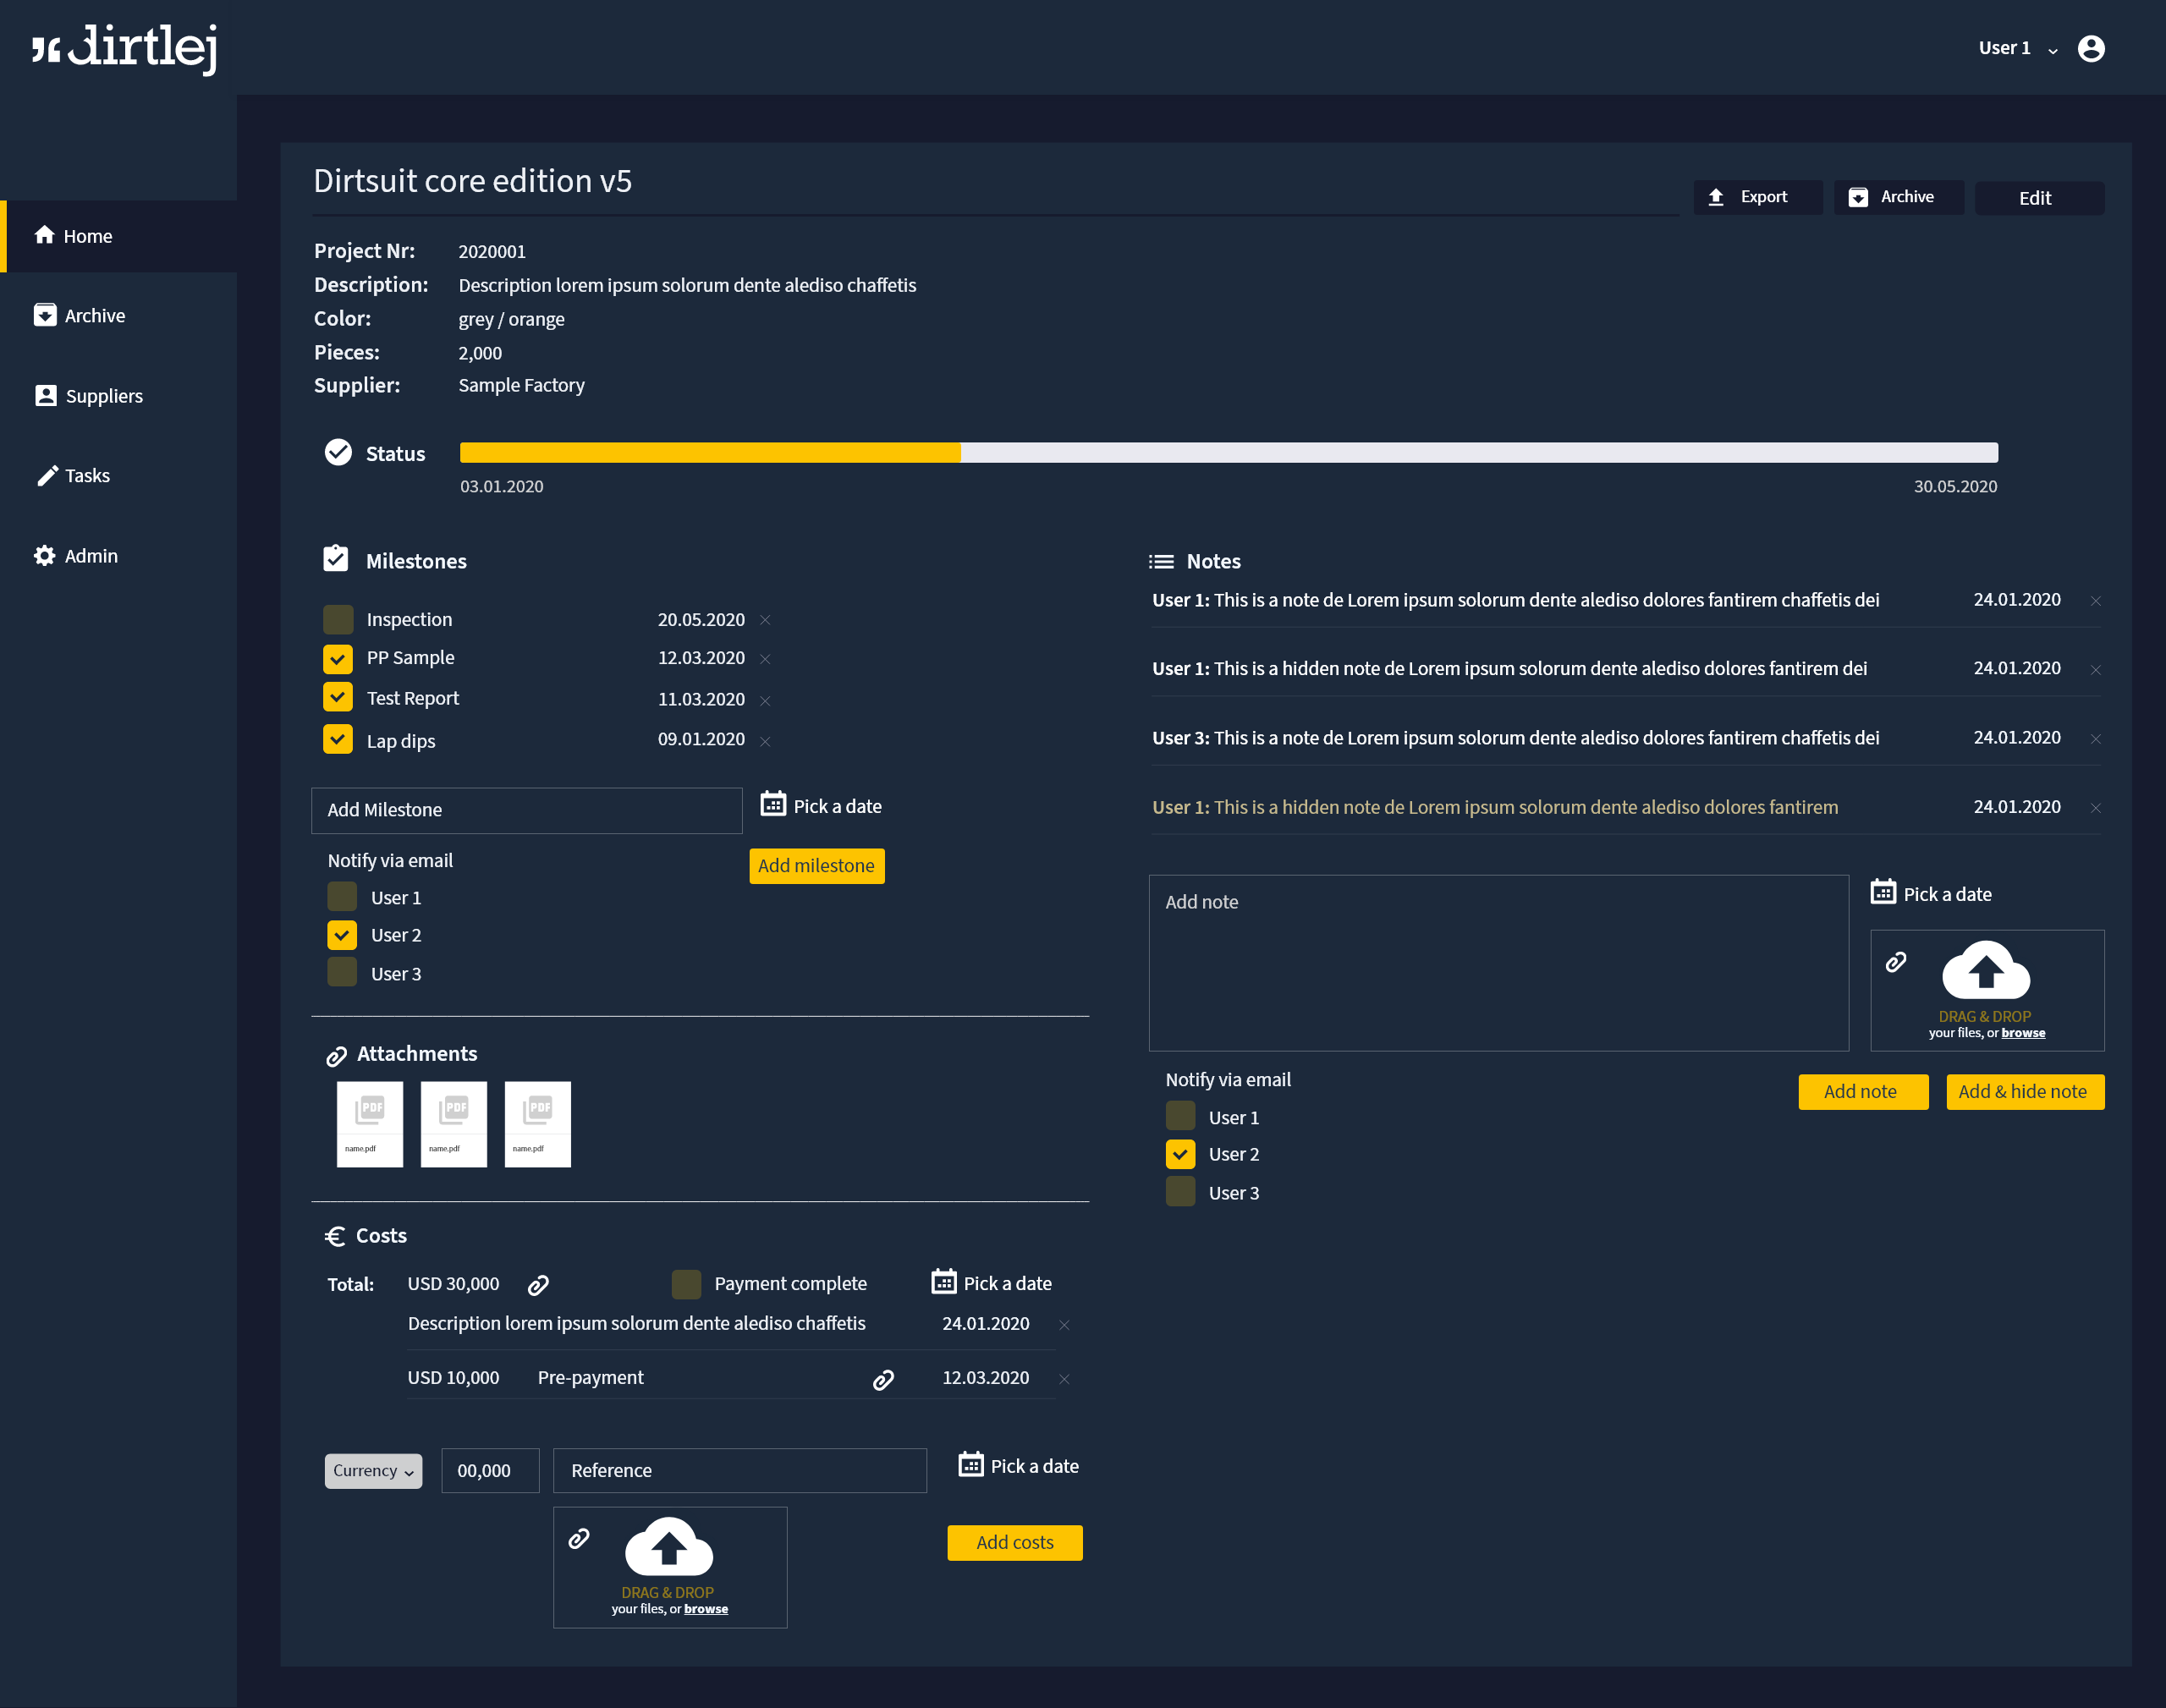 dirtlej
User 1
Home
Archive
Suppliers
Tasks
Admin
Dirtsuit core edition v5
Export
Archive
Edit
Project Nr: 2020001
Description: Description lorem ipsum solorum dente alediso chaffetis
Color: grey / orange
Pieces: 2,000
Supplier: Sample Factory
Status
03.01.2020 30.05.2020
Milestones
Inspection 20.05.2020
PP Sample 12.03.2020
Test Report 11.03.2020
Lap dips 09.01.2020
Add Milestone
Pick a date
Notify via email
Add milestone
User 1
User 2
User 3
Attachments
PDF PDF PDF
name.pdf name.pdf name.pdf
Costs
Total: USD 30,000 Payment complete Pick a date
Description lorem ipsum solorum dente alediso chaffetis 24.01.2020
USD 10,000 Pre-payment 12.03.2020
Currency 00,000 Reference Pick a date
DRAG & DROP
your files, or browse
Add costs
Notes
User 1: This is a note de Lorem ipsum solorum dente alediso dolores fantirem chaffetis dei 24.01.2020
User 1: This is a hidden note de Lorem ipsum solorum dente alediso dolores fantirem dei 24.01.2020
User 3: This is a note de Lorem ipsum solorum dente alediso dolores fantirem chaffetis dei 24.01.2020
User 1: This is a hidden note de Lorem ipsum solorum dente alediso dolores fantirem 24.01.2020
Add note
Pick a date
DRAG & DROP
your files, or browse
Notify via email
Add note
Add & hide note
User 1
User 2
User 3